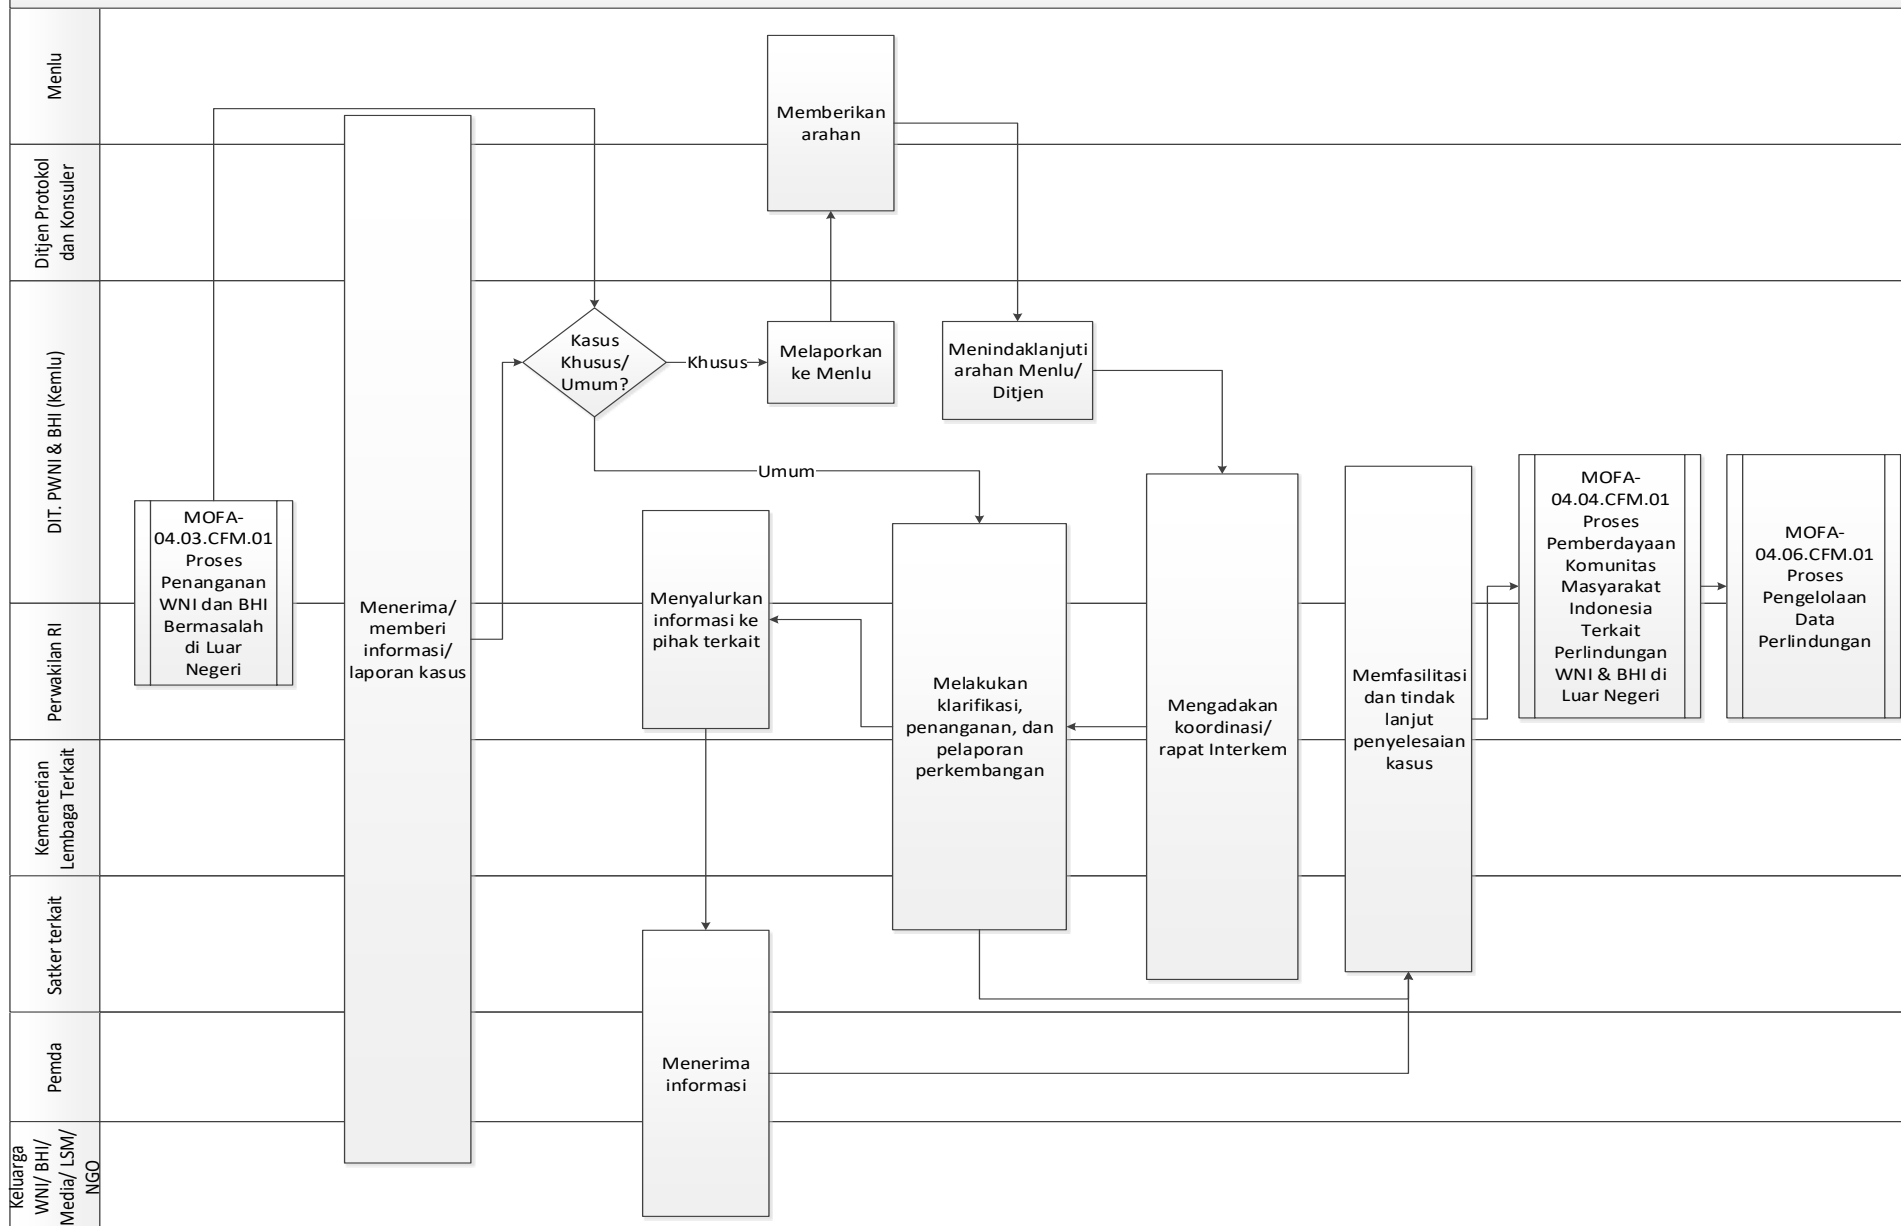 Menlu
Ditjen Protokol
dan Konsuler
DIT. PWNI & BHI (Kemlu)
Perwakilan RI
Kementerian
Lembaga Terkait
Satker terkait
Pemda
Keluarga
WNI/ BHI/
Media/ LSM/
NGO
MOFA-
04.03.CFM.01
Proses
Penanganan
WNI dan BHI
Bermasalah
di Luar
Negeri
Menerima/
memberi
informasi/
laporan kasus
Kasus
Khusus/
Umum?
Khusus
Umum
Melaporkan
ke Menlu
Memberikan
arahan
Menindaklanjuti
arahan Menlu/
Ditjen
Menyalurkan
informasi ke
pihak terkait
Menerima
informasi
Melakukan
klarifikasi,
penanganan, dan
pelaporan
perkembangan
Mengadakan
koordinasi/
rapat Interkem
Memfasilitasi
dan tindak
lanjut
penyelesaian
kasus
MOFA-
04.04.CFM.01
Proses
Pemberdayaan
Komunitas
Masyarakat
Indonesia
Terkait
Perlindungan
WNI & BHI di
Luar Negeri
MOFA-
04.06.CFM.01
Proses
Pengelolaan
Data
Perlindungan